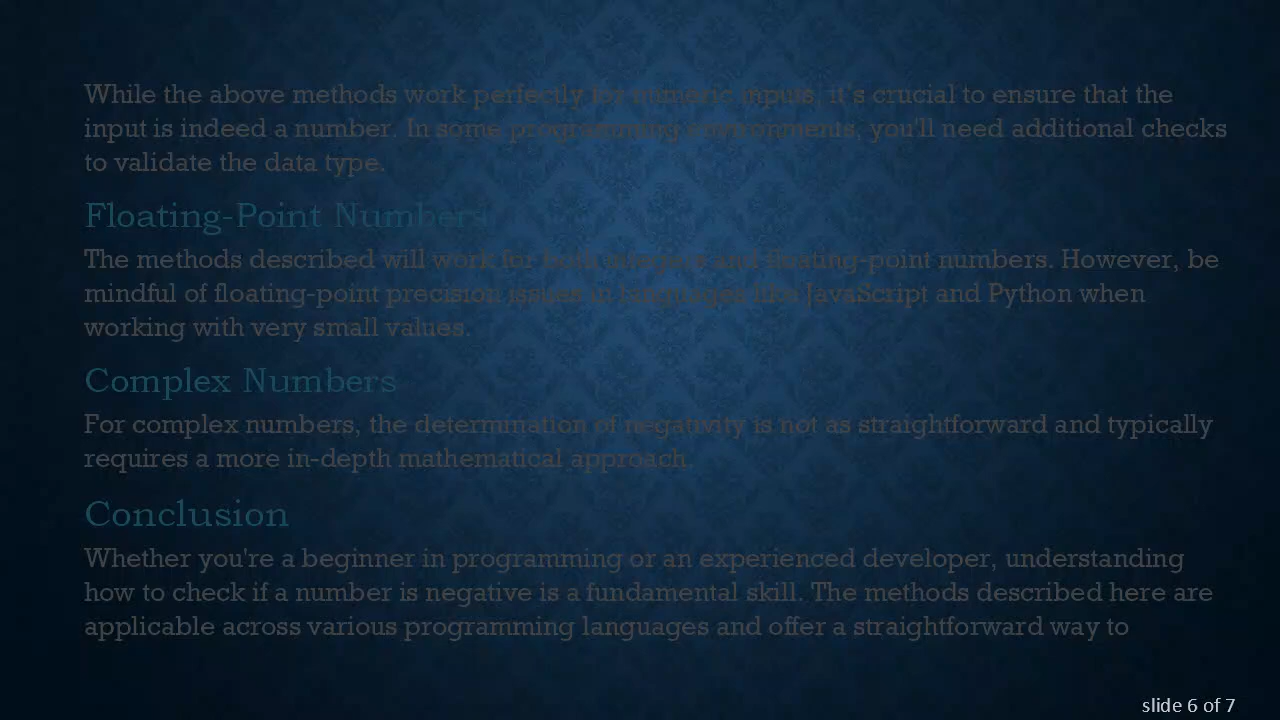 While the above methods work perfectly for numeric inputs, it's crucial to ensure that the
input is indeed a number. In some programming environments, you'll need additional checks
to validate the data type.
Floating-Point Numbers
The methods described will work for both integers and floating-point numbers. However, be
mindful of floating-point precision issues in languages like JavaScript and Python when
working with very small values.
Complex Numbers
For complex numbers, the determination of negativity is not as straightforward and typically
requires a more in-depth mathematical approach.
Conclusion
Whether you're a beginner in programming or an experienced developer, understanding
how to check if a number is negative is a fundamental skill. The methods described here are
applicable across various programming languages and offer a straightforward way to
slide 6 of 7